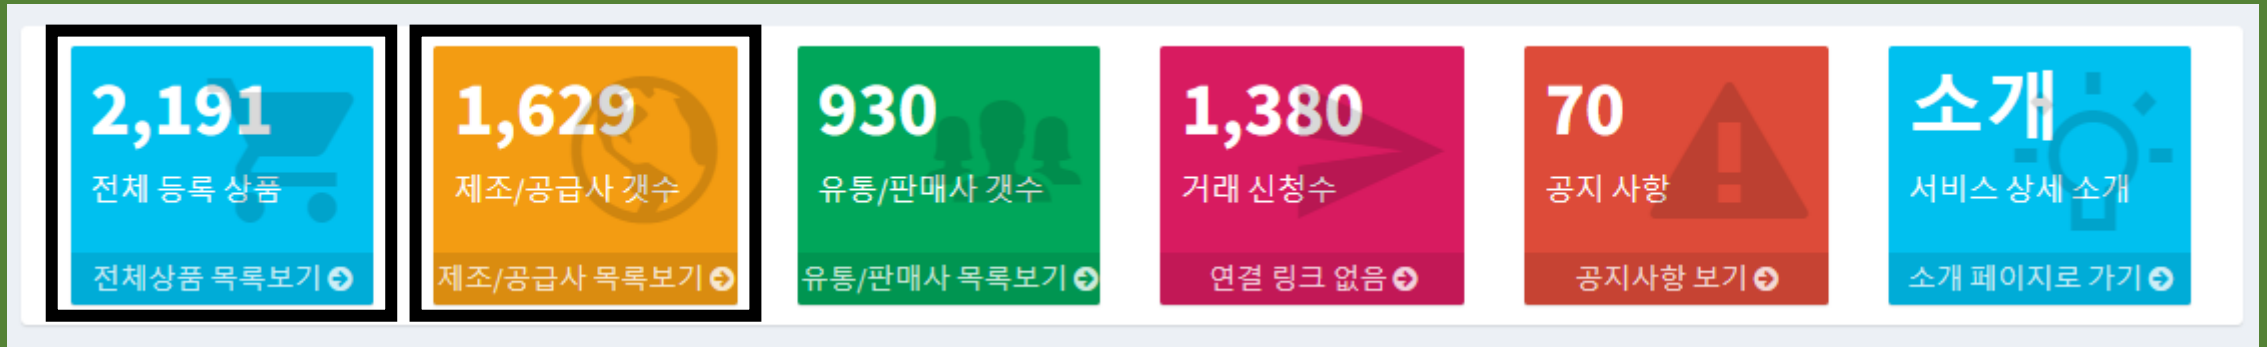 2,191
전체 등록 상품
전체상품 목록보기
1,629
제조/공급사 갯수
제조/공급사 목록보기
930
유통/판매사 갯수
유통/판매사 목록보기
1,380
거래 신청수
연결 링크 없음
70
공지 사항
공지사항 보기
소개
서비스 상세 소개
소개 페이지로 가기